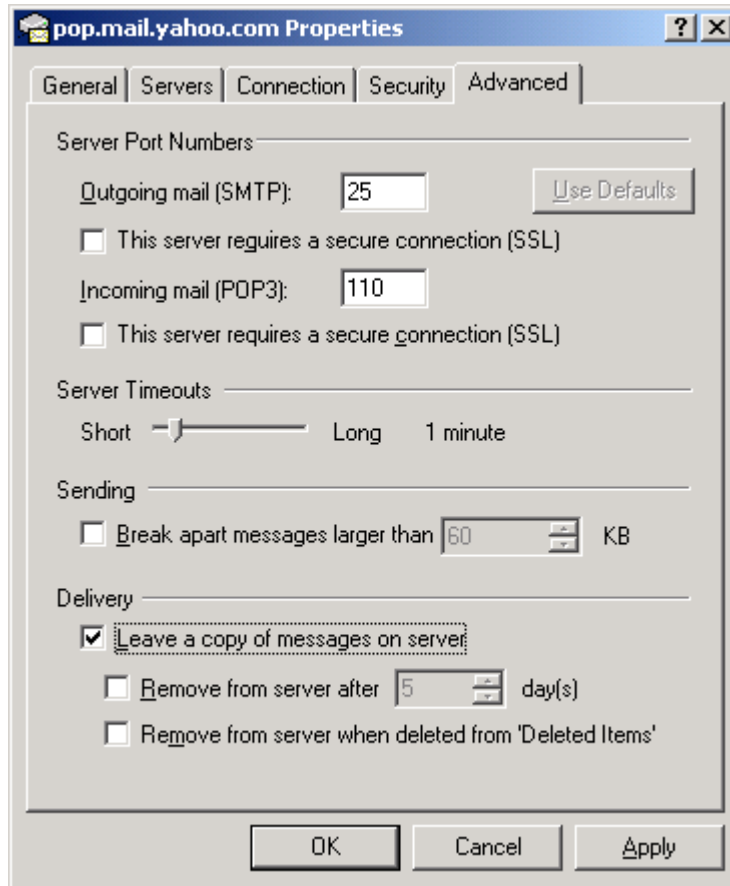 pop.mail.yahoo.com Properties ? X
General Servers Connection Security Advanced
Server Port Numbers
Outgoing mail (SMTP): 25 Use Defaults
This server requires a secure connection (SSL)
Incoming mail (POP3): 110
This server requires a secure connection (SSL)
Server Timeouts
Short Long 1 minute
Sending
Break apart messages larger than 60 KB
Delivery
Leave a copy of messages on server
Remove from server after 5 day(s)
Remove from server when deleted from 'Deleted Items'
OK Cancel Apply